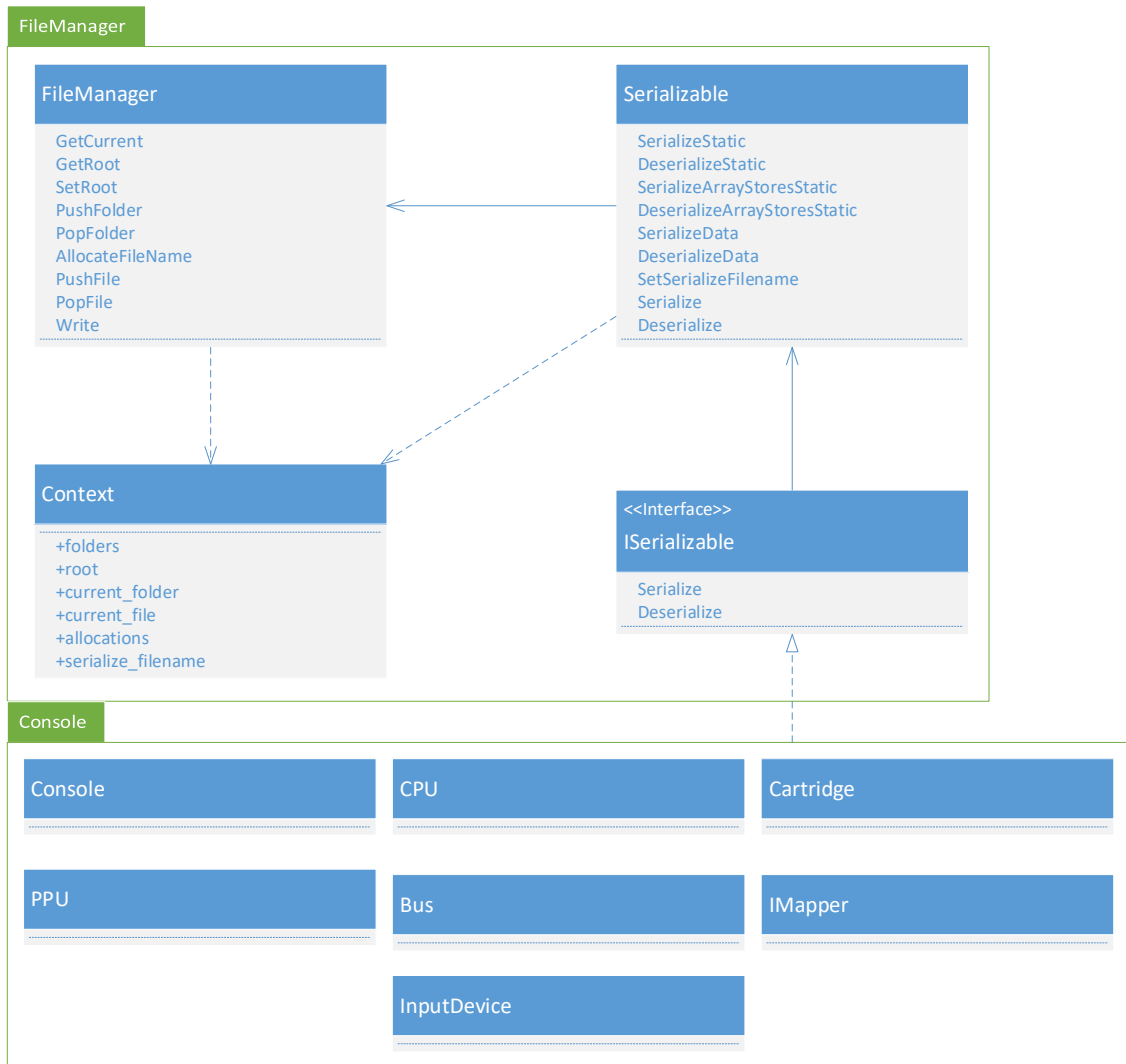 FileManager
FileManager
GetCurrent
GetRoot
SetRoot
PushFolder
PopFolder
AllocateFileName
PushFile
PopFile
Write
Serializable
SerializeStatic
DeserializeStatic
SerializeArrayStoresStatic
DeserializeArrayStoresStatic
SerializeData
DeserializeData
SetSerializeFilename
Serialize
Deserialize
Context
+folders
+root
+current_folder
+current_file
+allocations
+serialize_filename
<<Interface>>
ISerializable
Serialize
Deserialize
Console
Console
CPU
Cartridge
PPU
Bus
IMapper
InputDevice